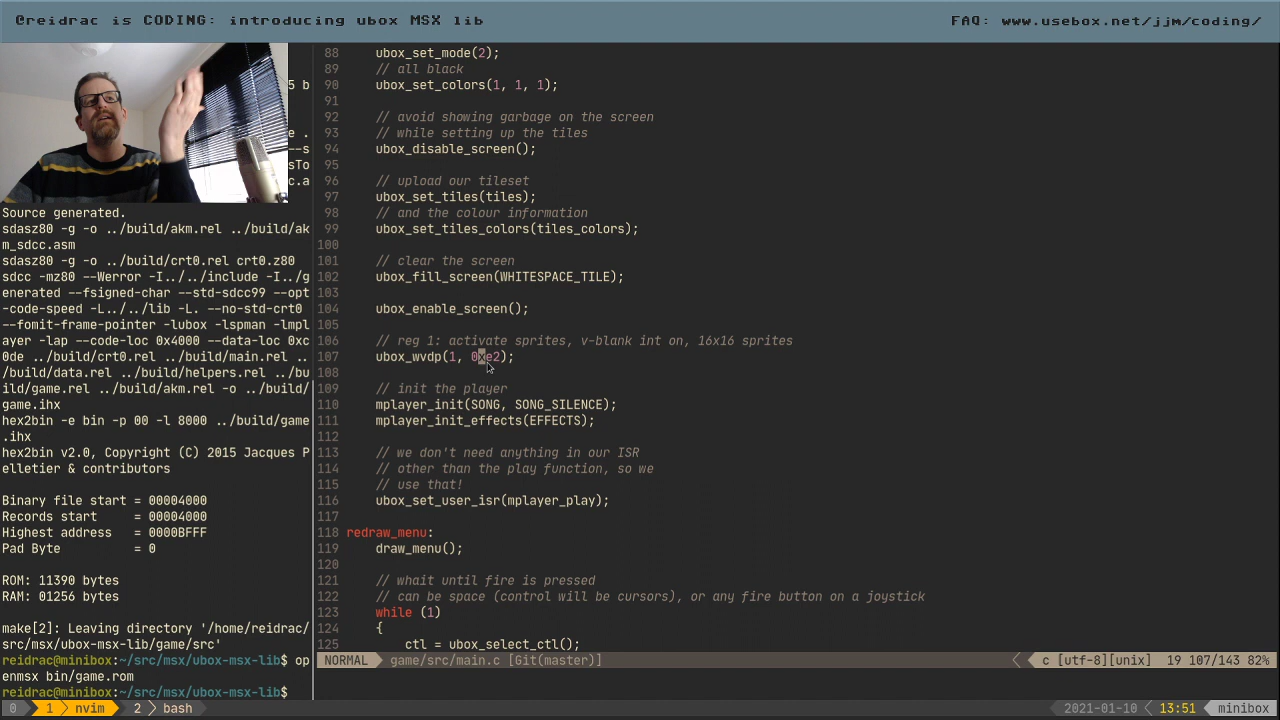 @reidrac is CODING: introducing ubox MSX lib
FAQ: www.usebox.net/jjm/coding/
5 b
e .
--s
sTo
c.a
Source generated.
sdasz80 -g -o ../build/akm.rel ../build/ak
m_sdcc.asm
sdasz80 -g -o ../build/crt0.rel crt0.z80
sdcc -mz80 --Werror -I../../include -I../g
enerated --fsigned-char --std-sdcc99 --opt
-code-speed -L../../lib -L. --no-std-crt0
--fomit-frame-pointer -lubox -lspman -lmpl
ayer -lap --code-loc 0x4000 --data-loc 0xc
0de ../build/crt0.rel ../build/main.rel ..
/build/data.rel ../build/helpers.rel ../bu
ild/game.rel ../build/akm.rel -o ../build/
game.ihx
hex2bin -e bin -p 00 -l 8000 ../build/game
.ihx
hex2bin v2.0, Copyright (C) 2015 Jacques P
elletier & contributors
Binary file start = 00004000
Records start     = 00004000
Highest address   = 0000BFFF
Pad Byte          = 0
ROM: 11390 bytes
RAM: 01256 bytes
make[2]: Leaving directory '/home/reidrac/
src/msx/ubox-msx-lib/game/src'
reidrac@minibox:~/src/msx/ubox-msx-lib$ op
enmsx bin/game.rom
reidrac@minibox:~/src/msx/ubox-msx-lib$
88 ubox_set_mode(2);
89 // all black
90 ubox_set_colors(1, 1, 1);
91
92 // avoid showing garbage on the screen
93 // while setting up the tiles
94 ubox_disable_screen();
95
96 // upload our tileset
97 ubox_set_tiles(tiles);
98 // and the colour information
99 ubox_set_tiles_colors(tiles_colors);
100
101 // clear the screen
102 ubox_fill_screen(WHITESPACE_TILE);
103
104 ubox_enable_screen();
105
106 // reg 1: activate sprites, v-blank int on, 16x16 sprites
107 ubox_wvdp(1, 0xe2);
108
109 // init the player
110 mplayer_init(SONG, SONG_SILENCE);
111 mplayer_init_effects(EFFECTS);
112
113 // we don't need anything in our ISR
114 // other than the play function, so we
115 // use that!
116 ubox_set_user_isr(mplayer_play);
117
118 redraw_menu:
119 draw_menu();
120
121 // whait until fire is pressed
122 // can be space (control will be cursors), or any fire button on a joystick
123 while (1)
124 {
125 ctl = ubox_select_ctl();
NORMAL game/src/main.c [Git(master)] c [utf-8][unix] 19 107/143 82%
0 1 nvim 2 bash 2021-01-10 13:51 minibox